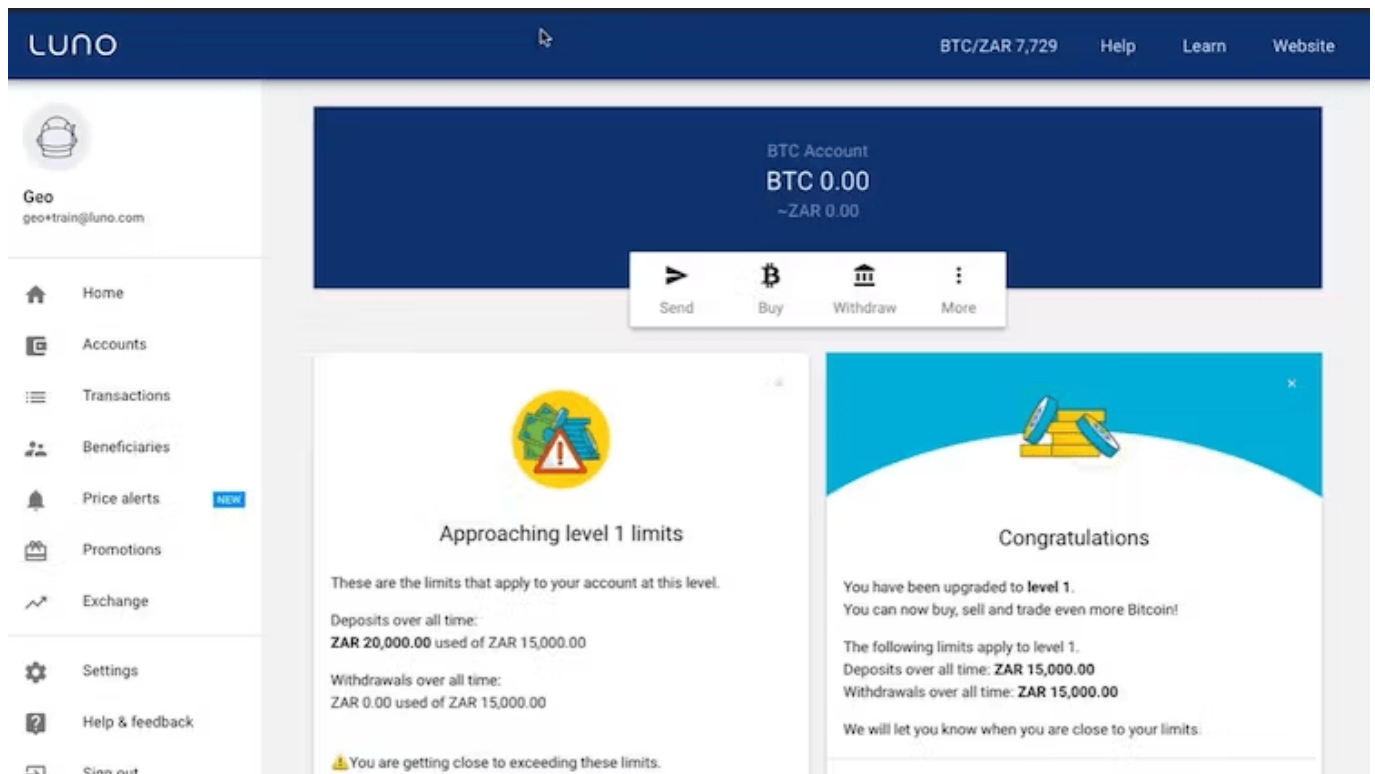 LUNO
BTC/ZAR 7,729
Help
Learn
Website
Geo
geo+train@luno.com
Home
Accounts
Transactions
Beneficiaries
Price alerts
NEW
Promotions
Exchange
Settings
Help & feedback
Sign out
BTC Account
BTC 0.00
~ZAR 0.00
Send
Buy
Withdraw
More
Approaching level 1 limits
These are the limits that apply to your account at this level.
Deposits over all time:
ZAR 20,000.00 used of ZAR 15,000.00
Withdrawals over all time:
ZAR 0.00 used of ZAR 15,000.00
⚠You are getting close to exceeding these limits.
×
Congratulations
You have been upgraded to level 1.
You can now buy, sell and trade even more Bitcoin!
The following limits apply to level 1.
Deposits over all time: ZAR 15,000.00
Withdrawals over all time: ZAR 15,000.00
We will let you know when you are close to your limits.